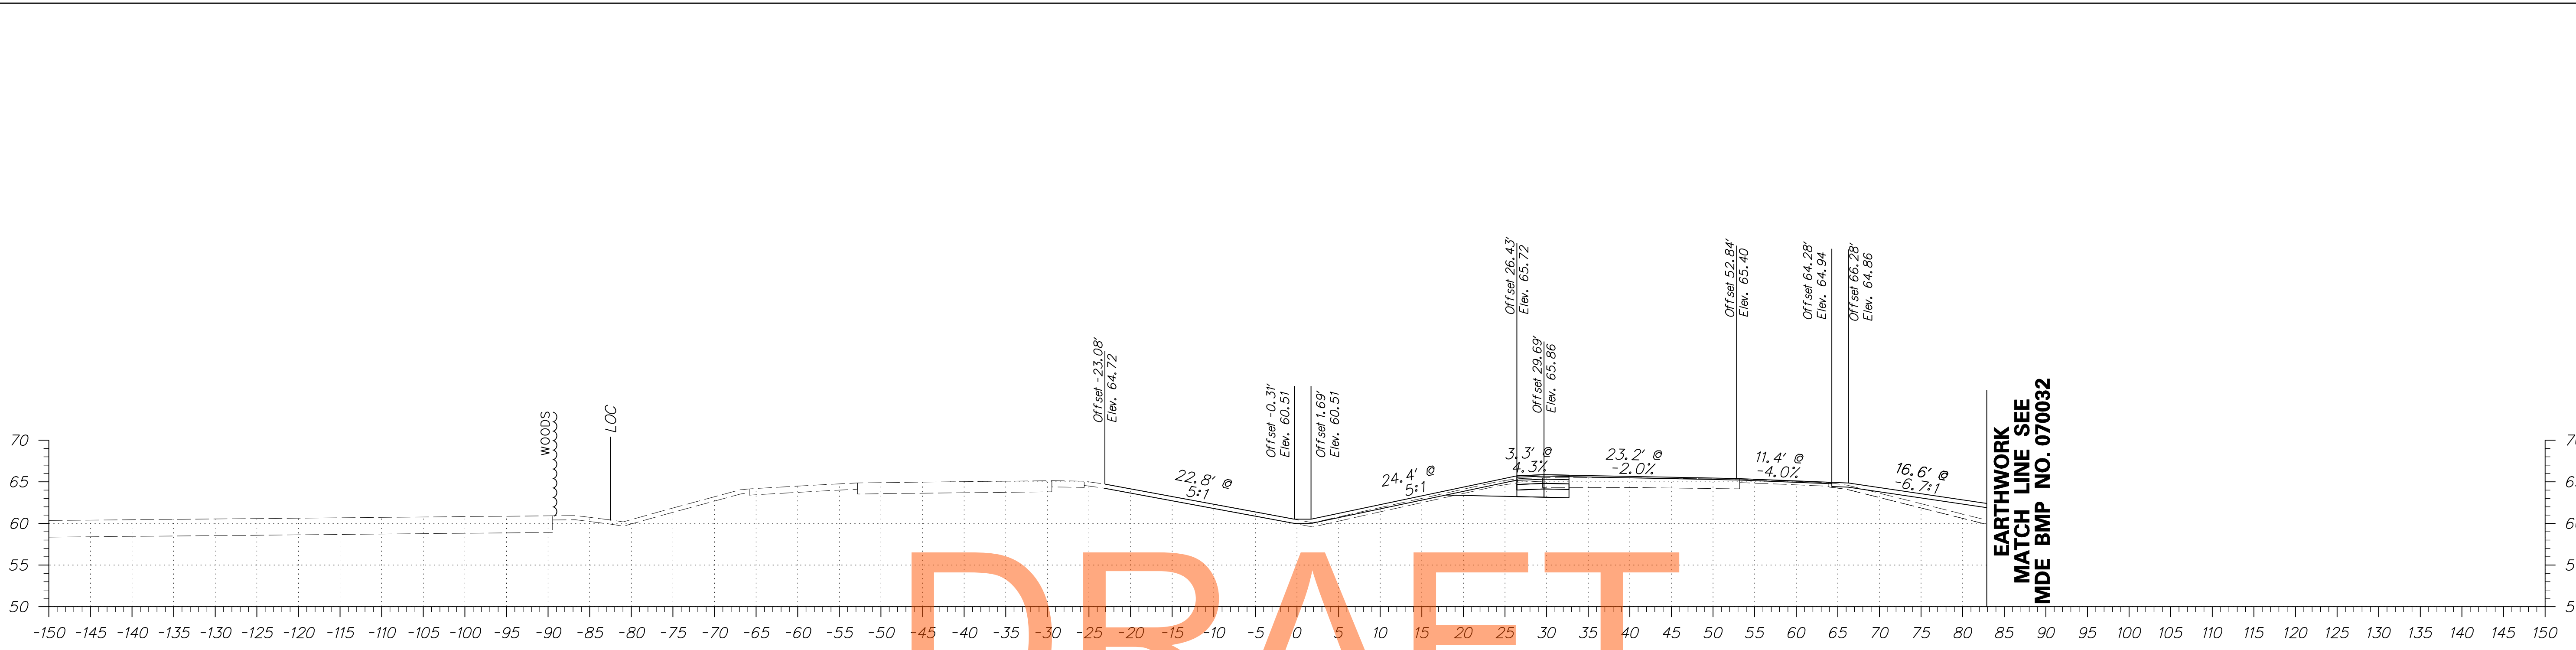 Offset -23.08'
Elev. 64.72
Offset -0.31'
Elev. 60.51
Offset 1.69'
Elev. 60.51
Offset 26.43'
Elev. 65.72
Offset 29.69'
Elev. 65.86
Offset 52.84'
Elev. 65.40
Offset 64.28'
Elev. 64.94
Offset 66.28'
Elev. 64.86
WOODS
LOC
22.8' @
5:1
24.4' @
5:1
3.3' @
4.3%
23.2' @
-2.0%
11.4' @
-4.0%
16.6' @
-6.7:1
EARTHWORK
MATCH LINE SEE
MDE BMP NO. 070032
70
65
60
55
50
DRAFT
-150 -145 -140 -135 -130 -125 -120 -115 -110 -105 -100 -95 -90 -85 -80 -75 -70 -65 -60 -55 -50 -45 -40 -35 -30 -25 -20 -15 -10 -5 0 5 10 15 20 25 30 35 40 45 50 55 60 65 70 75 80 85 90 95 100 105 110 115 120 125 130 135 140 145 150